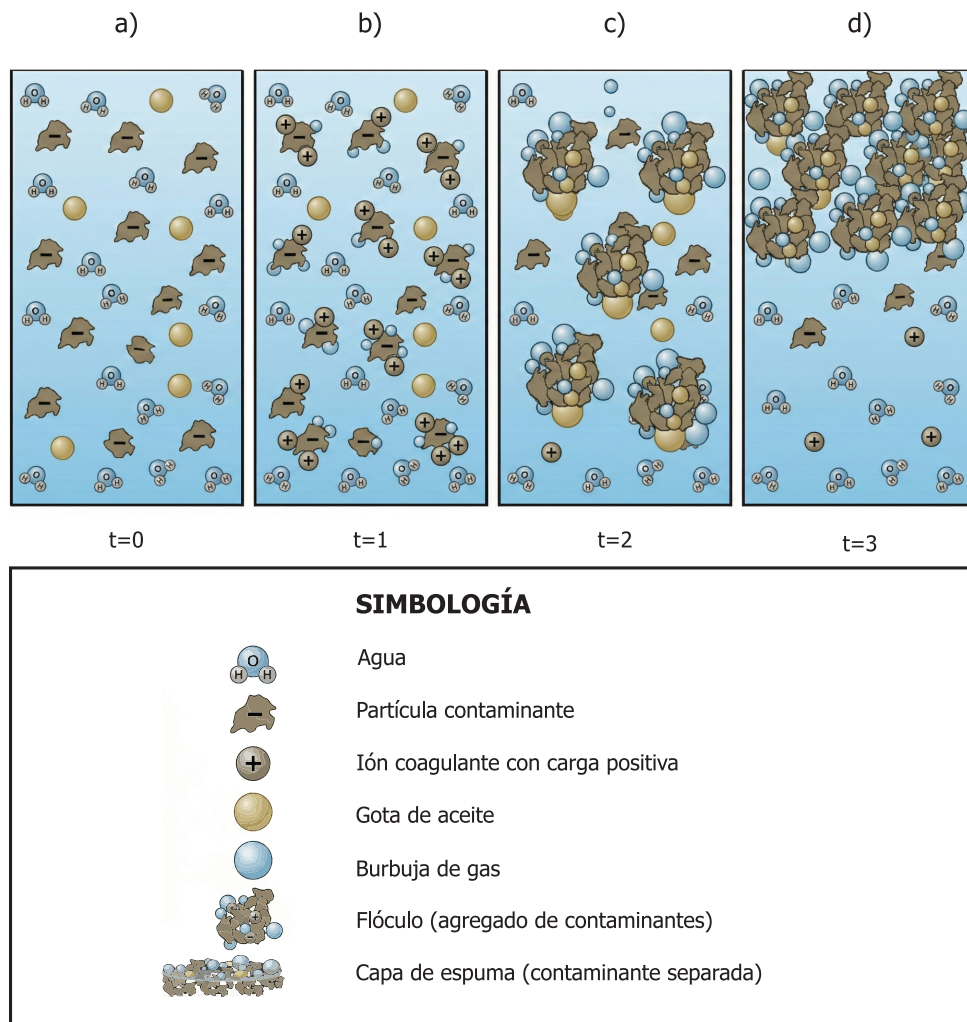 a) b) c) d)
t=0 t=1 t=2 t=3
SIMBOLOGÍA
O
H H
Agua
−
Partícula contaminante
+
Ión coagulante con carga positiva
Gota de aceite
Burbuja de gas
+
−
Flóculo (agregado de contaminantes)
Capa de espuma (contaminante separada)